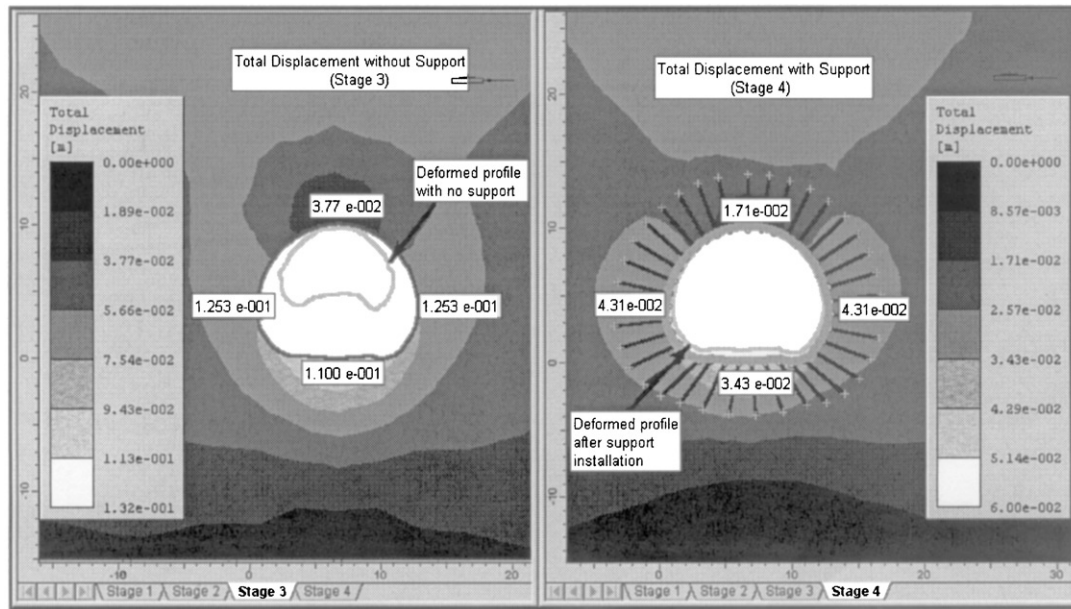 Total Displacement without Support
(Stage 3)
Total
Displacement
[m]
0.00e+000
1.89e-002
3.77e-002
5.66e-002
7.54e-002
9.43e-002
1.13e-001
1.32e-001
Deformed profile
with no support
3.77 e-002
1.253 e-001
1.253 e-001
1.100 e-001
20
10
0
-10
-10
0
10
20
Stage 1
Stage 2
Stage 3
Stage 4
Total Displacement with Support
(Stage 4)
Total
Displacement
[m]
0.00e+000
8.57e-003
1.71e-002
2.57e-002
3.43e-002
4.29e-002
5.14e-002
6.00e-002
1.71e-002
4.31e-002
4.31e-002
3.43 e-002
Deformed profile
after support
installation
20
10
0
-10
0
10
20
30
Stage 1
Stage 2
Stage 3
Stage 4